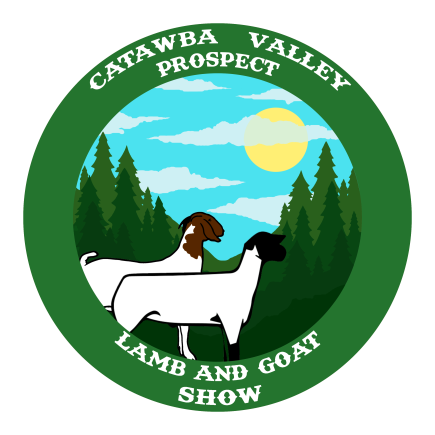 CATAWBA VALLEY
PROSPECT
LAMB AND GOAT
SHOW